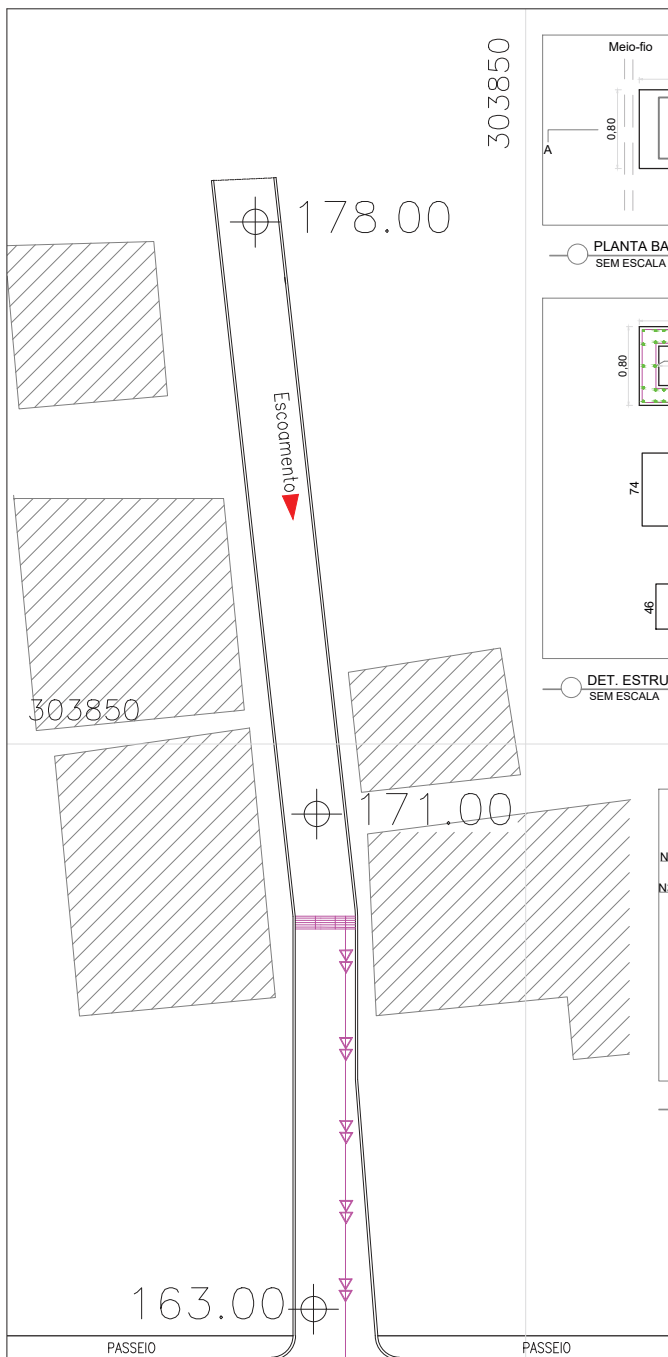 Meio-fio
303850
0,80
A
178.00
PLANTA BA
SEM ESCALA
0,80
Escoamento
74
46
DET. ESTRU
SEM ESCALA
303850
171.00
N
N
163.00
PASSEIO
PASSEIO